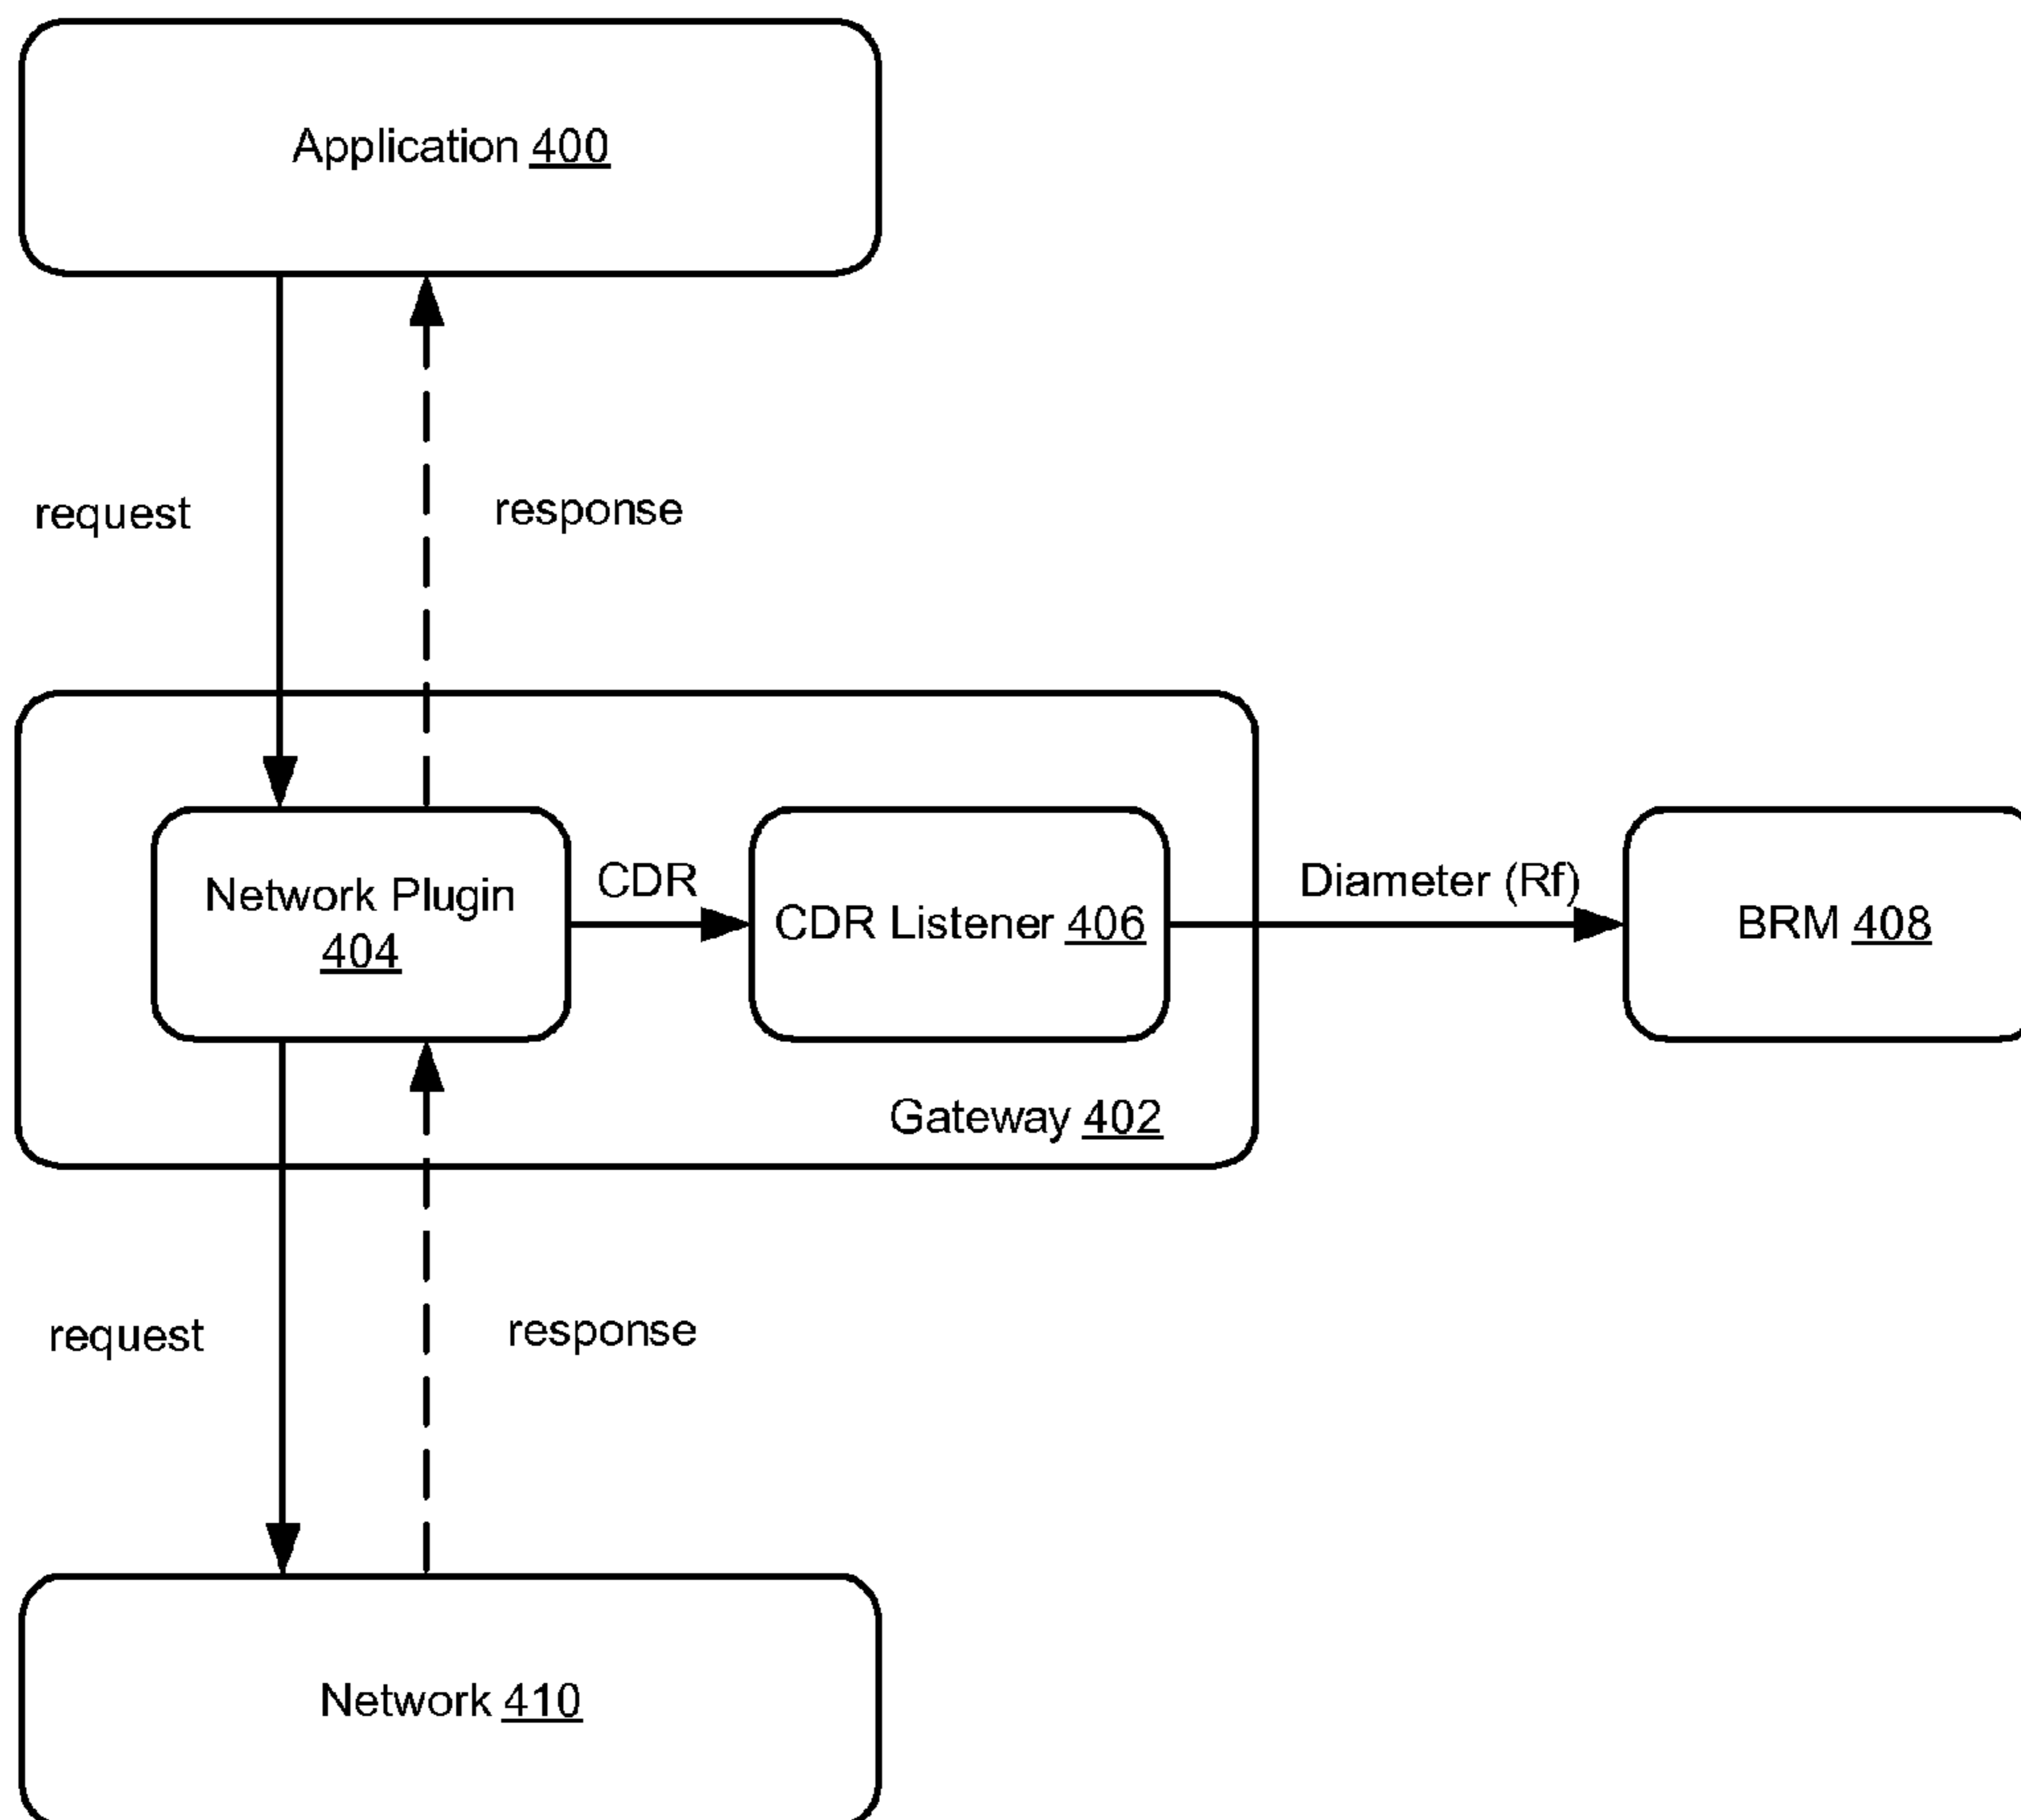 Application 400
request
response
Network Plugin
404
CDR
CDR Listener 406
Diameter (Rf)
BRM 408
Gateway 402
request
response
Network 410